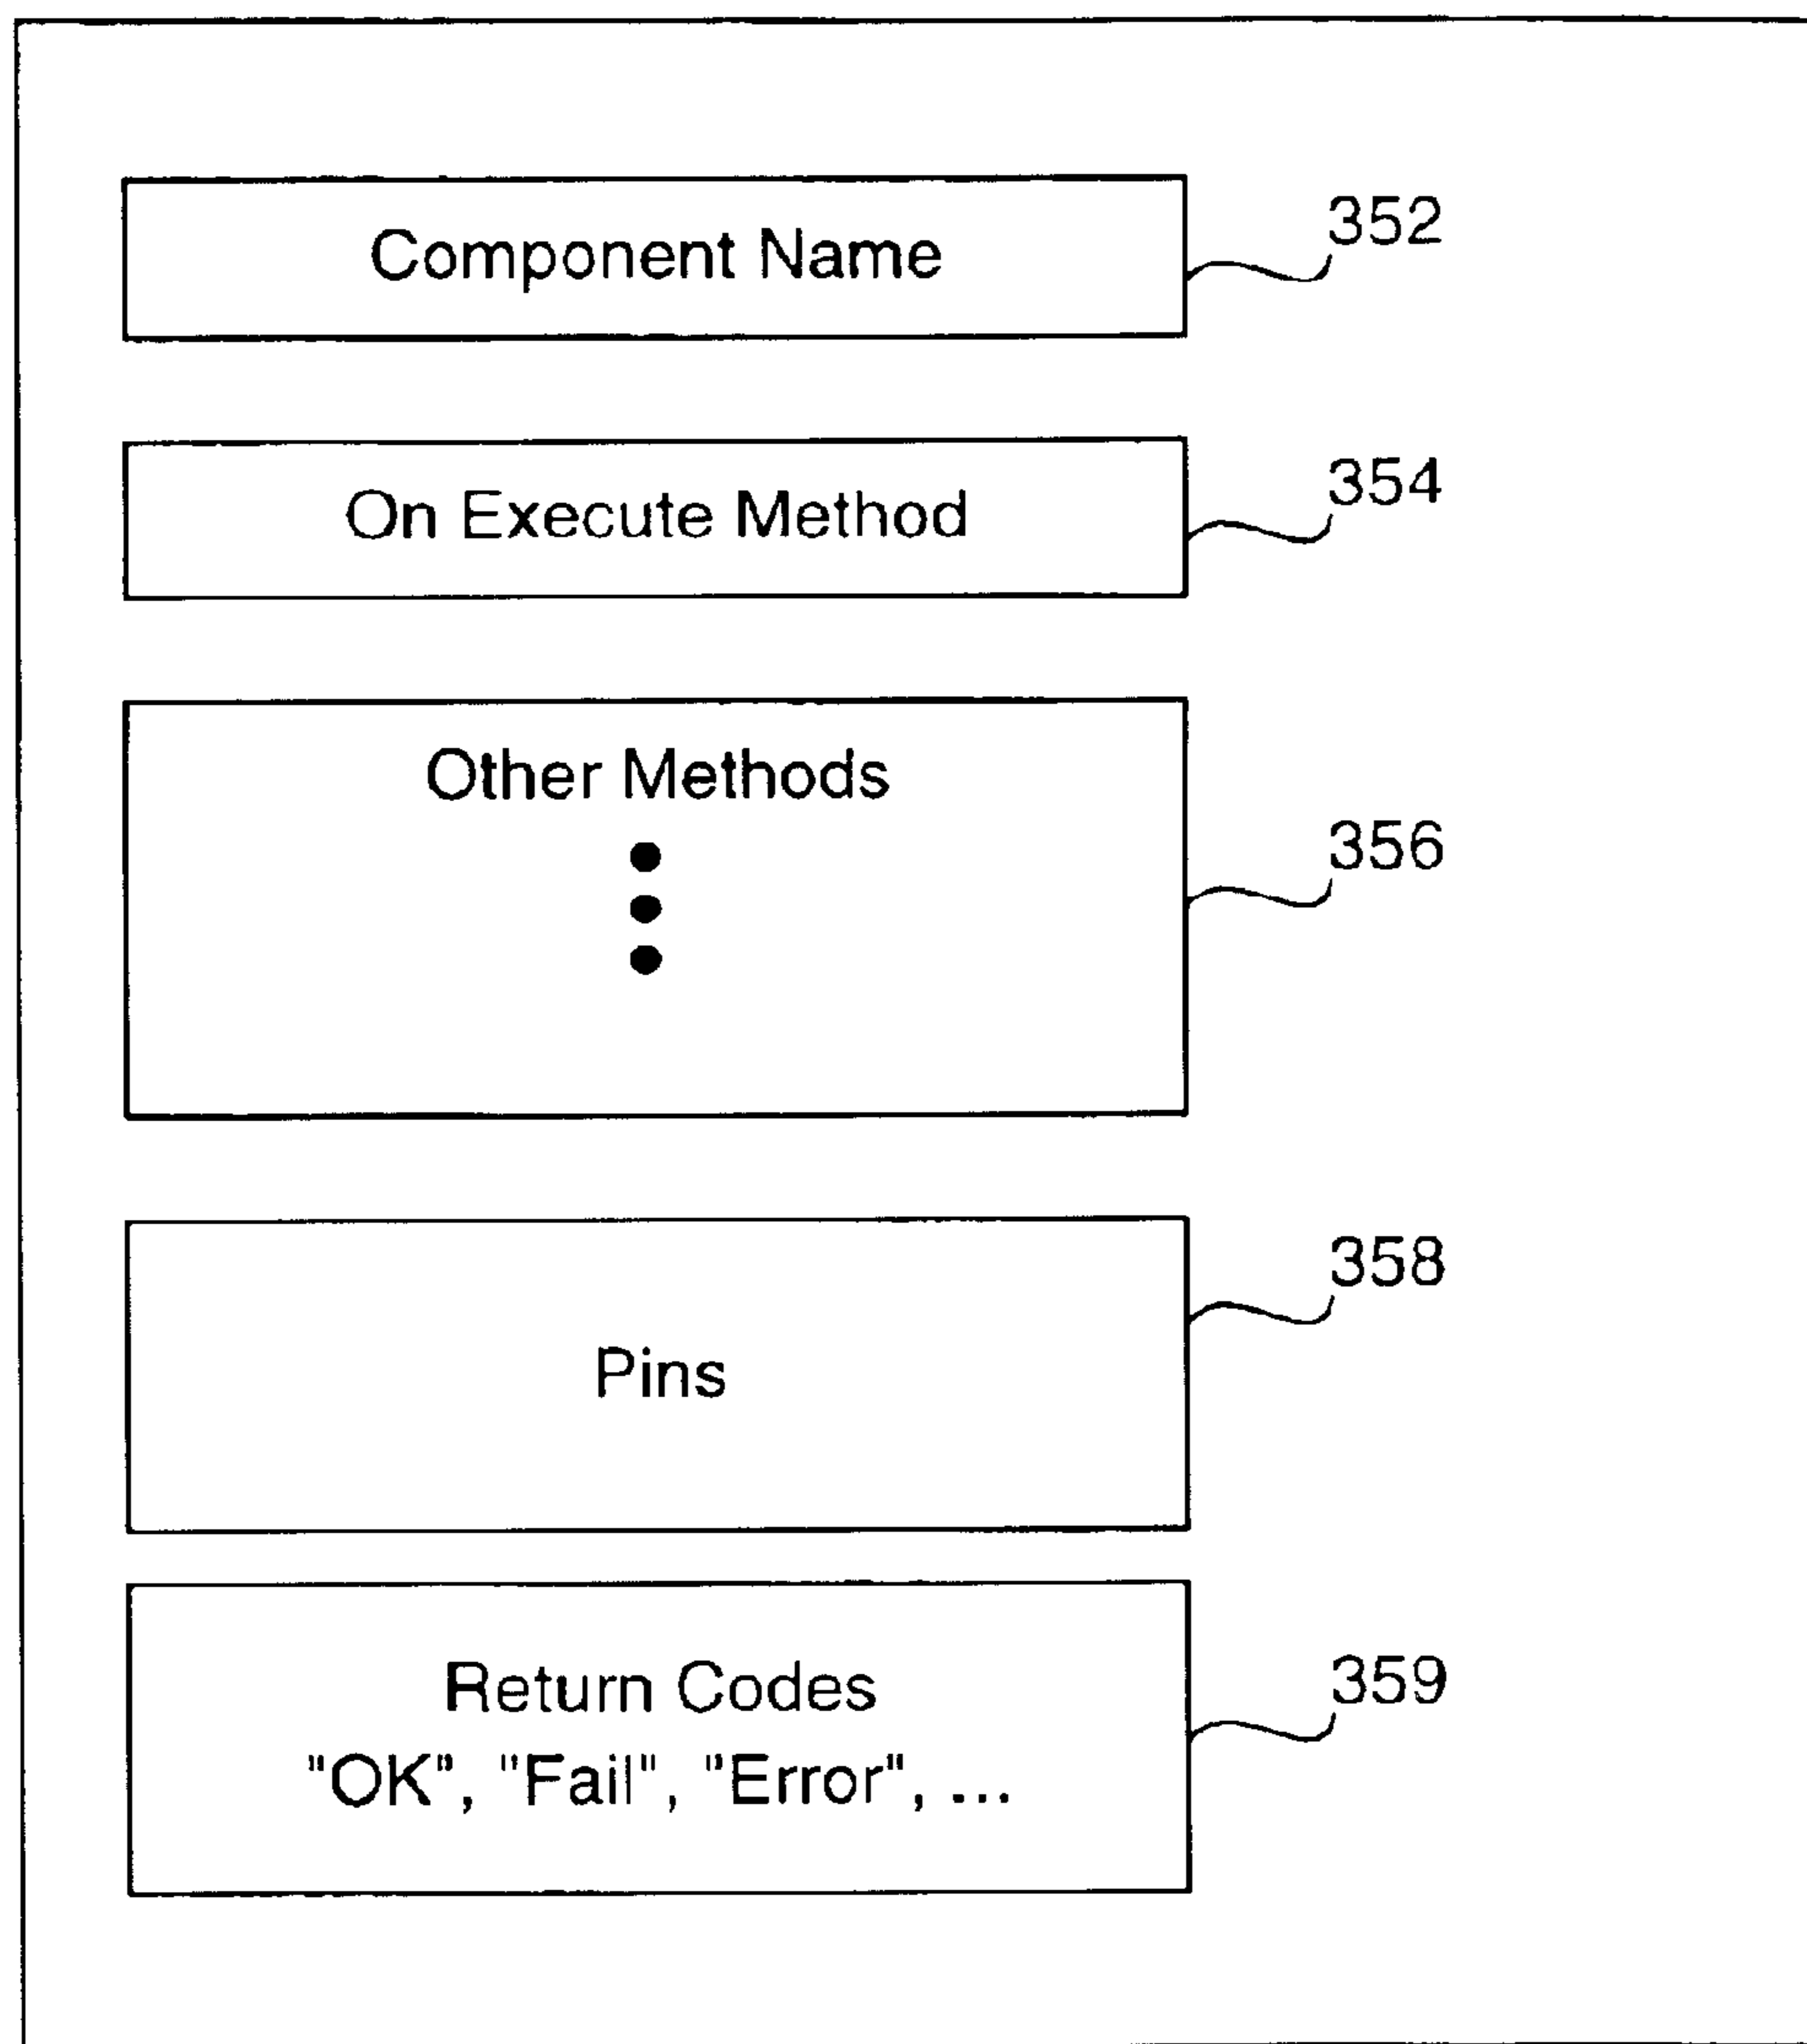 Component Name
352
On Execute Method
354
Other Methods
356
358
Pins
Return Codes
359
"OK", "Fail", "Error", ...